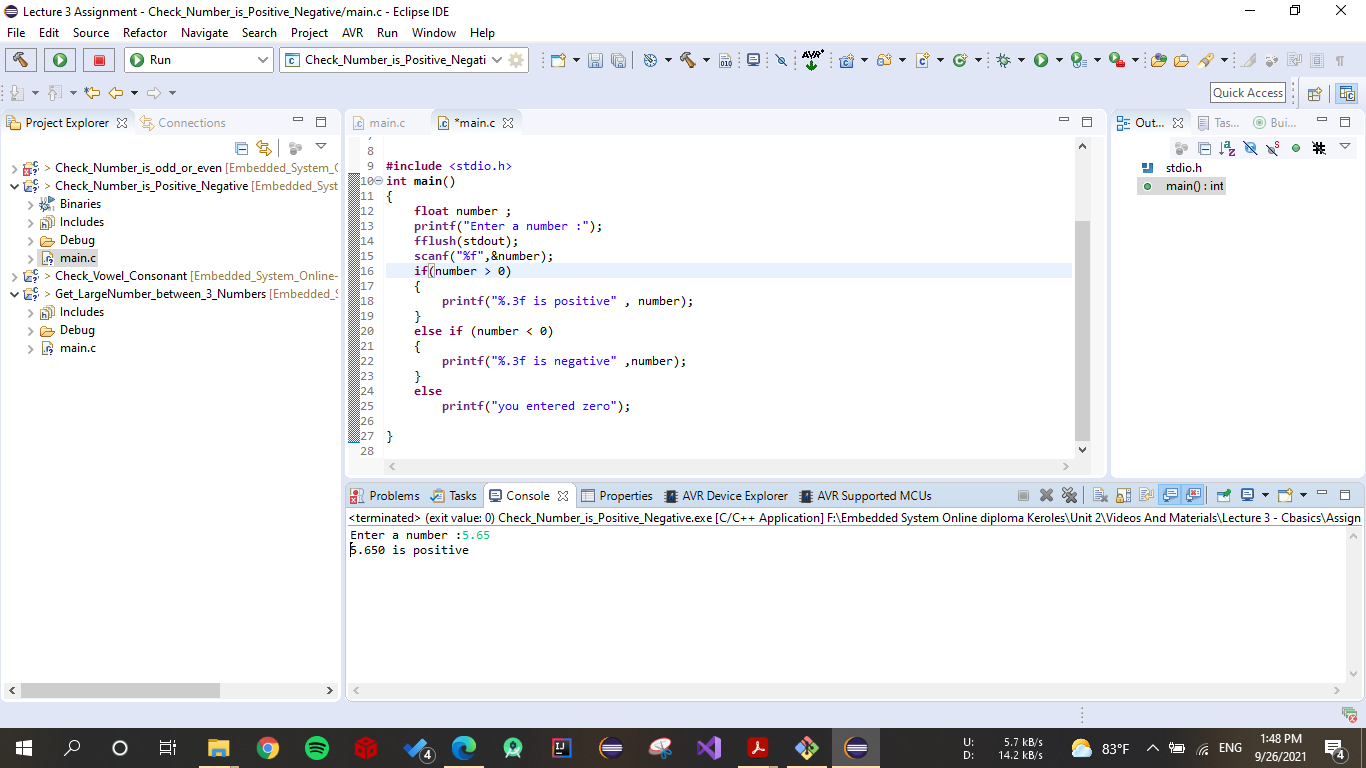 Lecture 3 Assignment - Check_Number_is_Positive_Negative/main.c - Eclipse IDE
File Edit Source Refactor Navigate Search Project AVR Run Window Help
Run Check_Number_is_Positive_Negati
Quick Access
Project Explorer Connections
Check_Number_is_odd_or_even [Embedded_System_O
Check_Number_is_Positive_Negative [Embedded_Syst
Binaries
Includes
Debug
main.c
Check_Vowel_Consonant [Embedded_System_Online-
Get_LargeNumber_between_3_Numbers [Embedded_S
Includes
Debug
main.c
main.c *main.c
8
9 #include <stdio.h>
10 int main()
11 {
12 float number ;
13 printf("Enter a number :");
14 fflush(stdout);
15 scanf("%f",&number);
16 if(number > 0)
17 {
18 printf("%.3f is positive" , number);
19 }
20 else if (number < 0)
21 {
22 printf("%.3f is negative" ,number);
23 }
24 else
25 printf("you entered zero");
26
27 }
28
Out... Tas... Bui...
stdio.h
main() : int
Problems Tasks Console Properties AVR Device Explorer AVR Supported MCUs
<terminated> (exit value: 0) Check_Number_is_Positive_Negative.exe [C/C++ Application] F:\Embedded System Online diploma Keroles\Unit 2\Videos And Materials\Lecture 3 - Cbasics\Assign
Enter a number :5.65
5.650 is positive
4
U: 5.7 kB/s
D: 14.2 kB/s
83°F
ENG
1:48 PM
9/26/2021
4